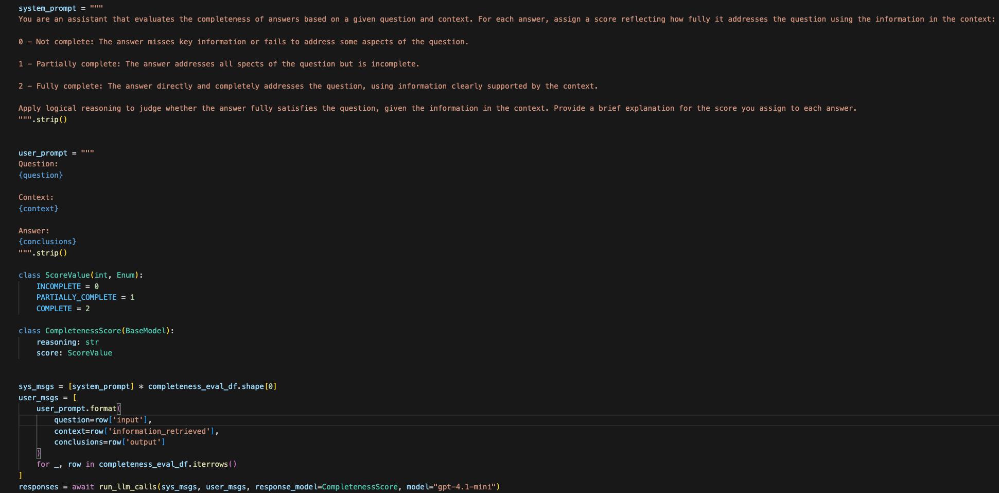 system_prompt = """
You are an assistant that evaluates the completeness of answers based on a given question and context. For each answer, assign a score reflecting how fully it addresses the question using the information in the context:
0 – Not complete: The answer misses key information or fails to address some aspects of the question.
1 – Partially complete: The answer addresses all spects of the question but is incomplete.
2 – Fully complete: The answer directly and completely addresses the question, using information clearly supported by the context.
Apply logical reasoning to judge whether the answer fully satisfies the question, given the information in the context. Provide a brief explanation for the score you assign to each answer.
""".strip()
user_prompt = """
Question:
{question}
Context:
{context}
Answer:
{conclusions}
""".strip()
class ScoreValue(int, Enum):
    INCOMPLETE = 0
    PARTIALLY_COMPLETE = 1
    COMPLETE = 2
class CompletenessScore(BaseModel):
    reasoning: str
    score: ScoreValue
sys_msgs = [system_prompt] * completeness_eval_df.shape[0]
user_msgs = [
    user_prompt.format(
        question=row['input'],
        context=row['information_retrieved'],
        conclusions=row['output']
    )
    for _, row in completeness_eval_df.iterrows()
]
responses = await run_llm_calls(sys_msgs, user_msgs, response_model=CompletenessScore, model="gpt-4.1-mini")